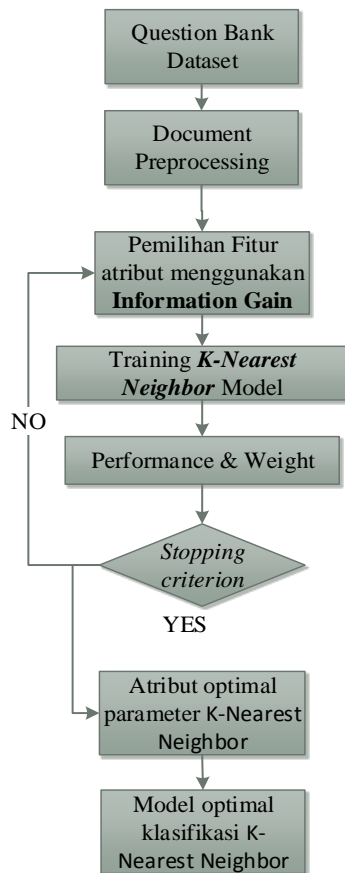 Question Bank
Dataset
Document
Preprocessing
Pemilihan Fitur
atribut menggunakan
Information Gain
Training K-Nearest
Neighbor Model
NO
Performance & Weight
Stopping
criterion
YES
Atribut optimal
parameter K-Nearest
Neighbor
Model optimal
klasifikasi K-
Nearest Neighbor